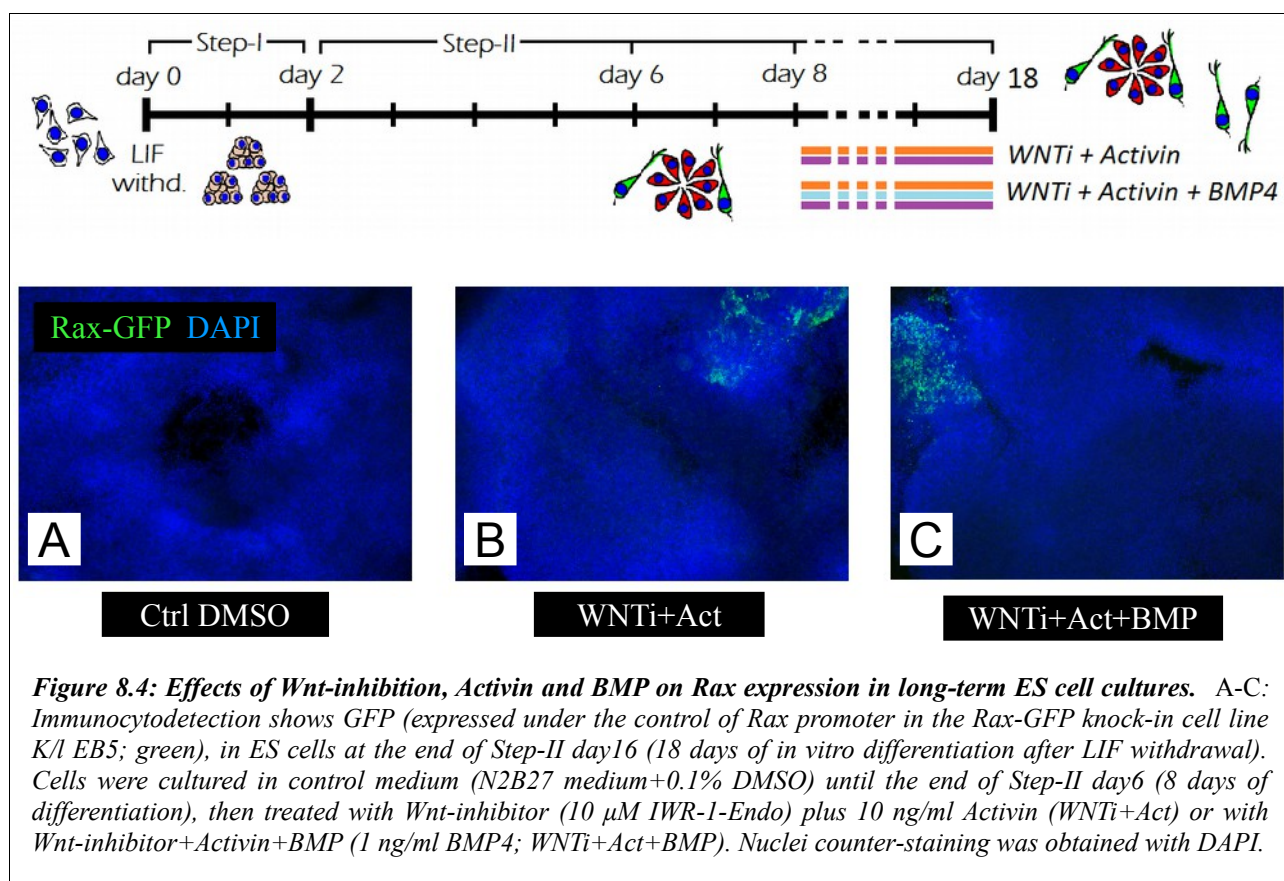 Step-I Step-II
day 0 day 2 day 6 day 8 day 18
LIF
withd.
WNTi + Activin
WNTi + Activin + BMP4
Rax-GFP DAPI
A B C
Ctrl DMSO WNTi+Act WNTi+Act+BMP
Figure 8.4: Effects of Wnt-inhibition, Activin and BMP on Rax expression in long-term ES cell cultures. A-C:
Immunocytodetection shows GFP (expressed under the control of Rax promoter in the Rax-GFP knock-in cell line
K/I EB5; green), in ES cells at the end of Step-II day16 (18 days of in vitro differentiation after LIF withdrawal).
Cells were cultured in control medium (N2B27 medium+0.1% DMSO) until the end of Step-II day6 (8 days of
differentiation), then treated with Wnt-inhibitor (10 μM IWR-1-Endo) plus 10 ng/ml Activin (WNTi+Act) or with
Wnt-inhibitor+Activin+BMP (1 ng/ml BMP4; WNTi+Act+BMP). Nuclei counter-staining was obtained with DAPI.